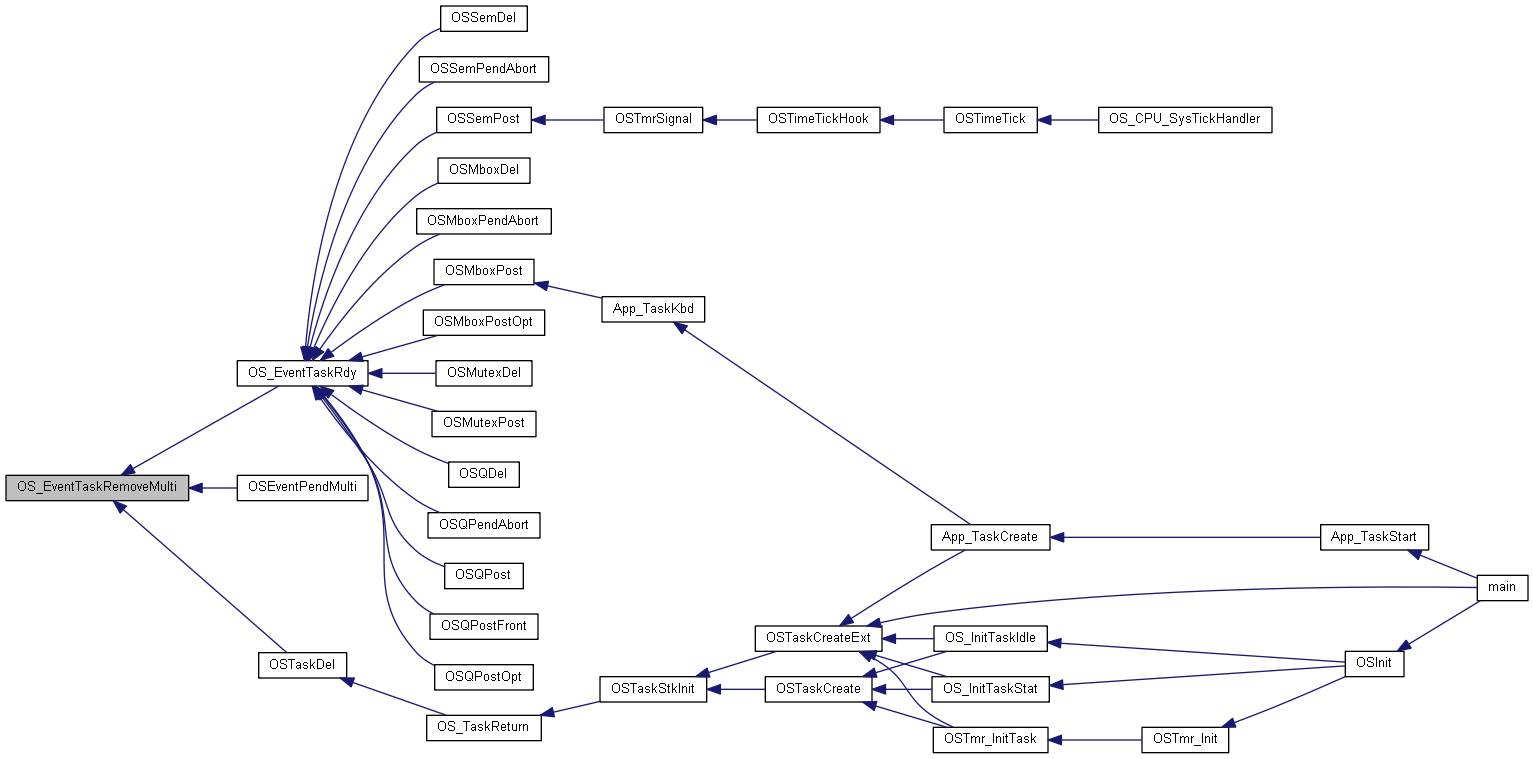 OSSemDel
OSSemPendAbort
OSSemPost
OSTmrSignal
OSTimeTickHook
OSTimeTick
OS_CPU_SysTickHandler
OSMboxDel
OSMboxPendAbort
OSMboxPost
App_TaskKbd
OSMboxPostOpt
OS_EventTaskRdy
OSMutexDel
OSMutexPost
OSQDel
OS_EventTaskRemoveMulti
OSEventPendMulti
OSQPendAbort
App_TaskCreate
App_TaskStart
OSQPost
main
OSQPostFront
OSTaskCreateExt
OS_InitTaskIdle
OSInit
OSTaskDel
OSQPostOpt
OSTaskStkInit
OSTaskCreate
OS_InitTaskStat
OS_TaskReturn
OSTmr_InitTask
OSTmr_Init